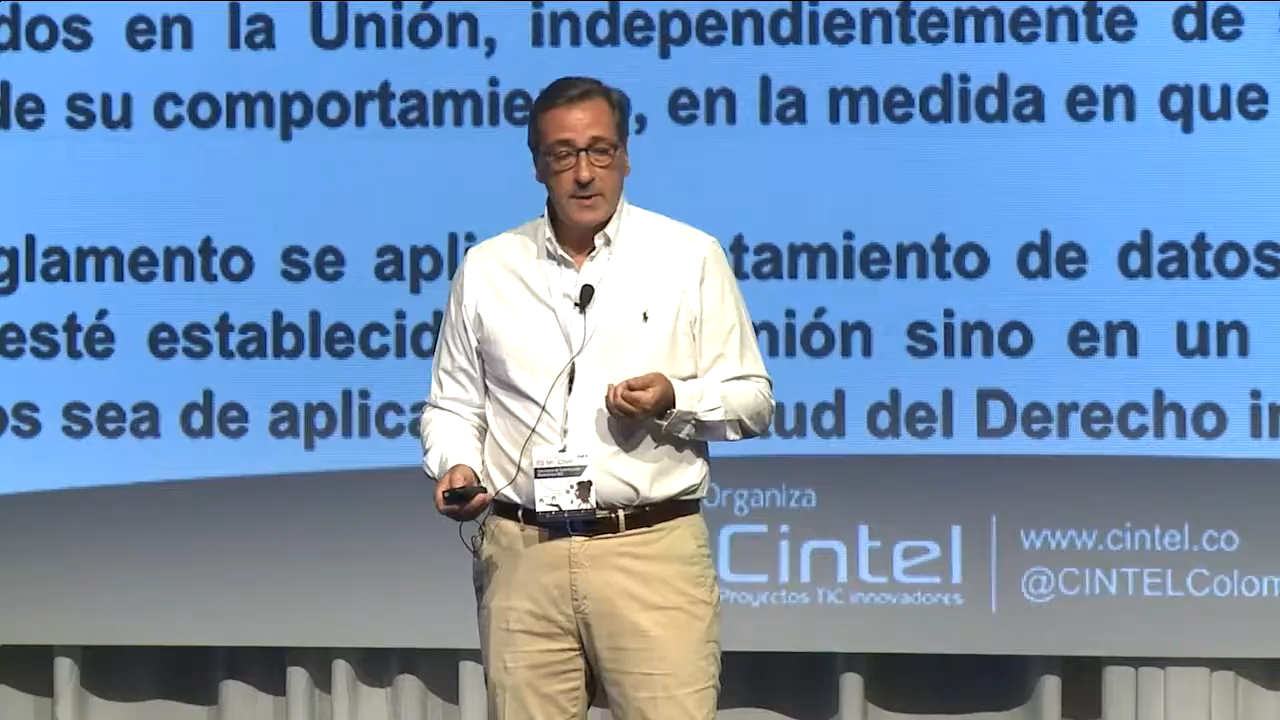 dos en la Unión, independientemente de
de su comportamie , en la medida en que
glamento se apli tamiento de datos
esté establecid nión sino en un
os sea de aplica tud del Derecho in
Organiza
Cintel
Proyectos TIC innovadores
www.cintel.co
@CINTELColom